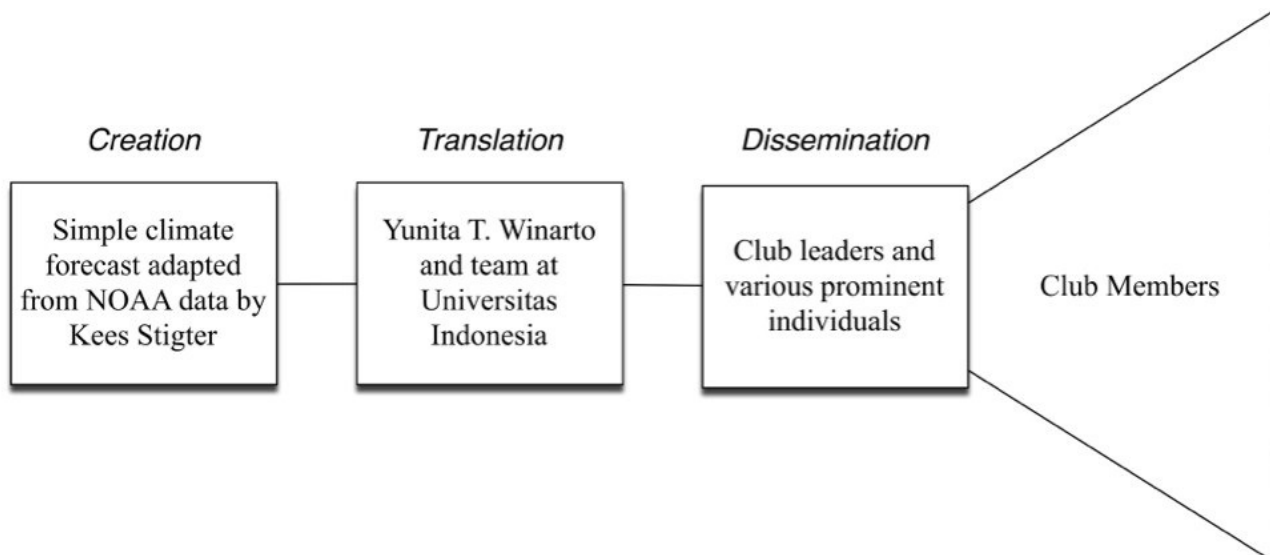 Creation
Simple climate
forecast adapted
from NOAA data by
Kees Stigter
Translation
Yunita T. Winarto
and team at
Universitas
Indonesia
Dissemination
Club leaders and
various prominent
individuals
Club Members